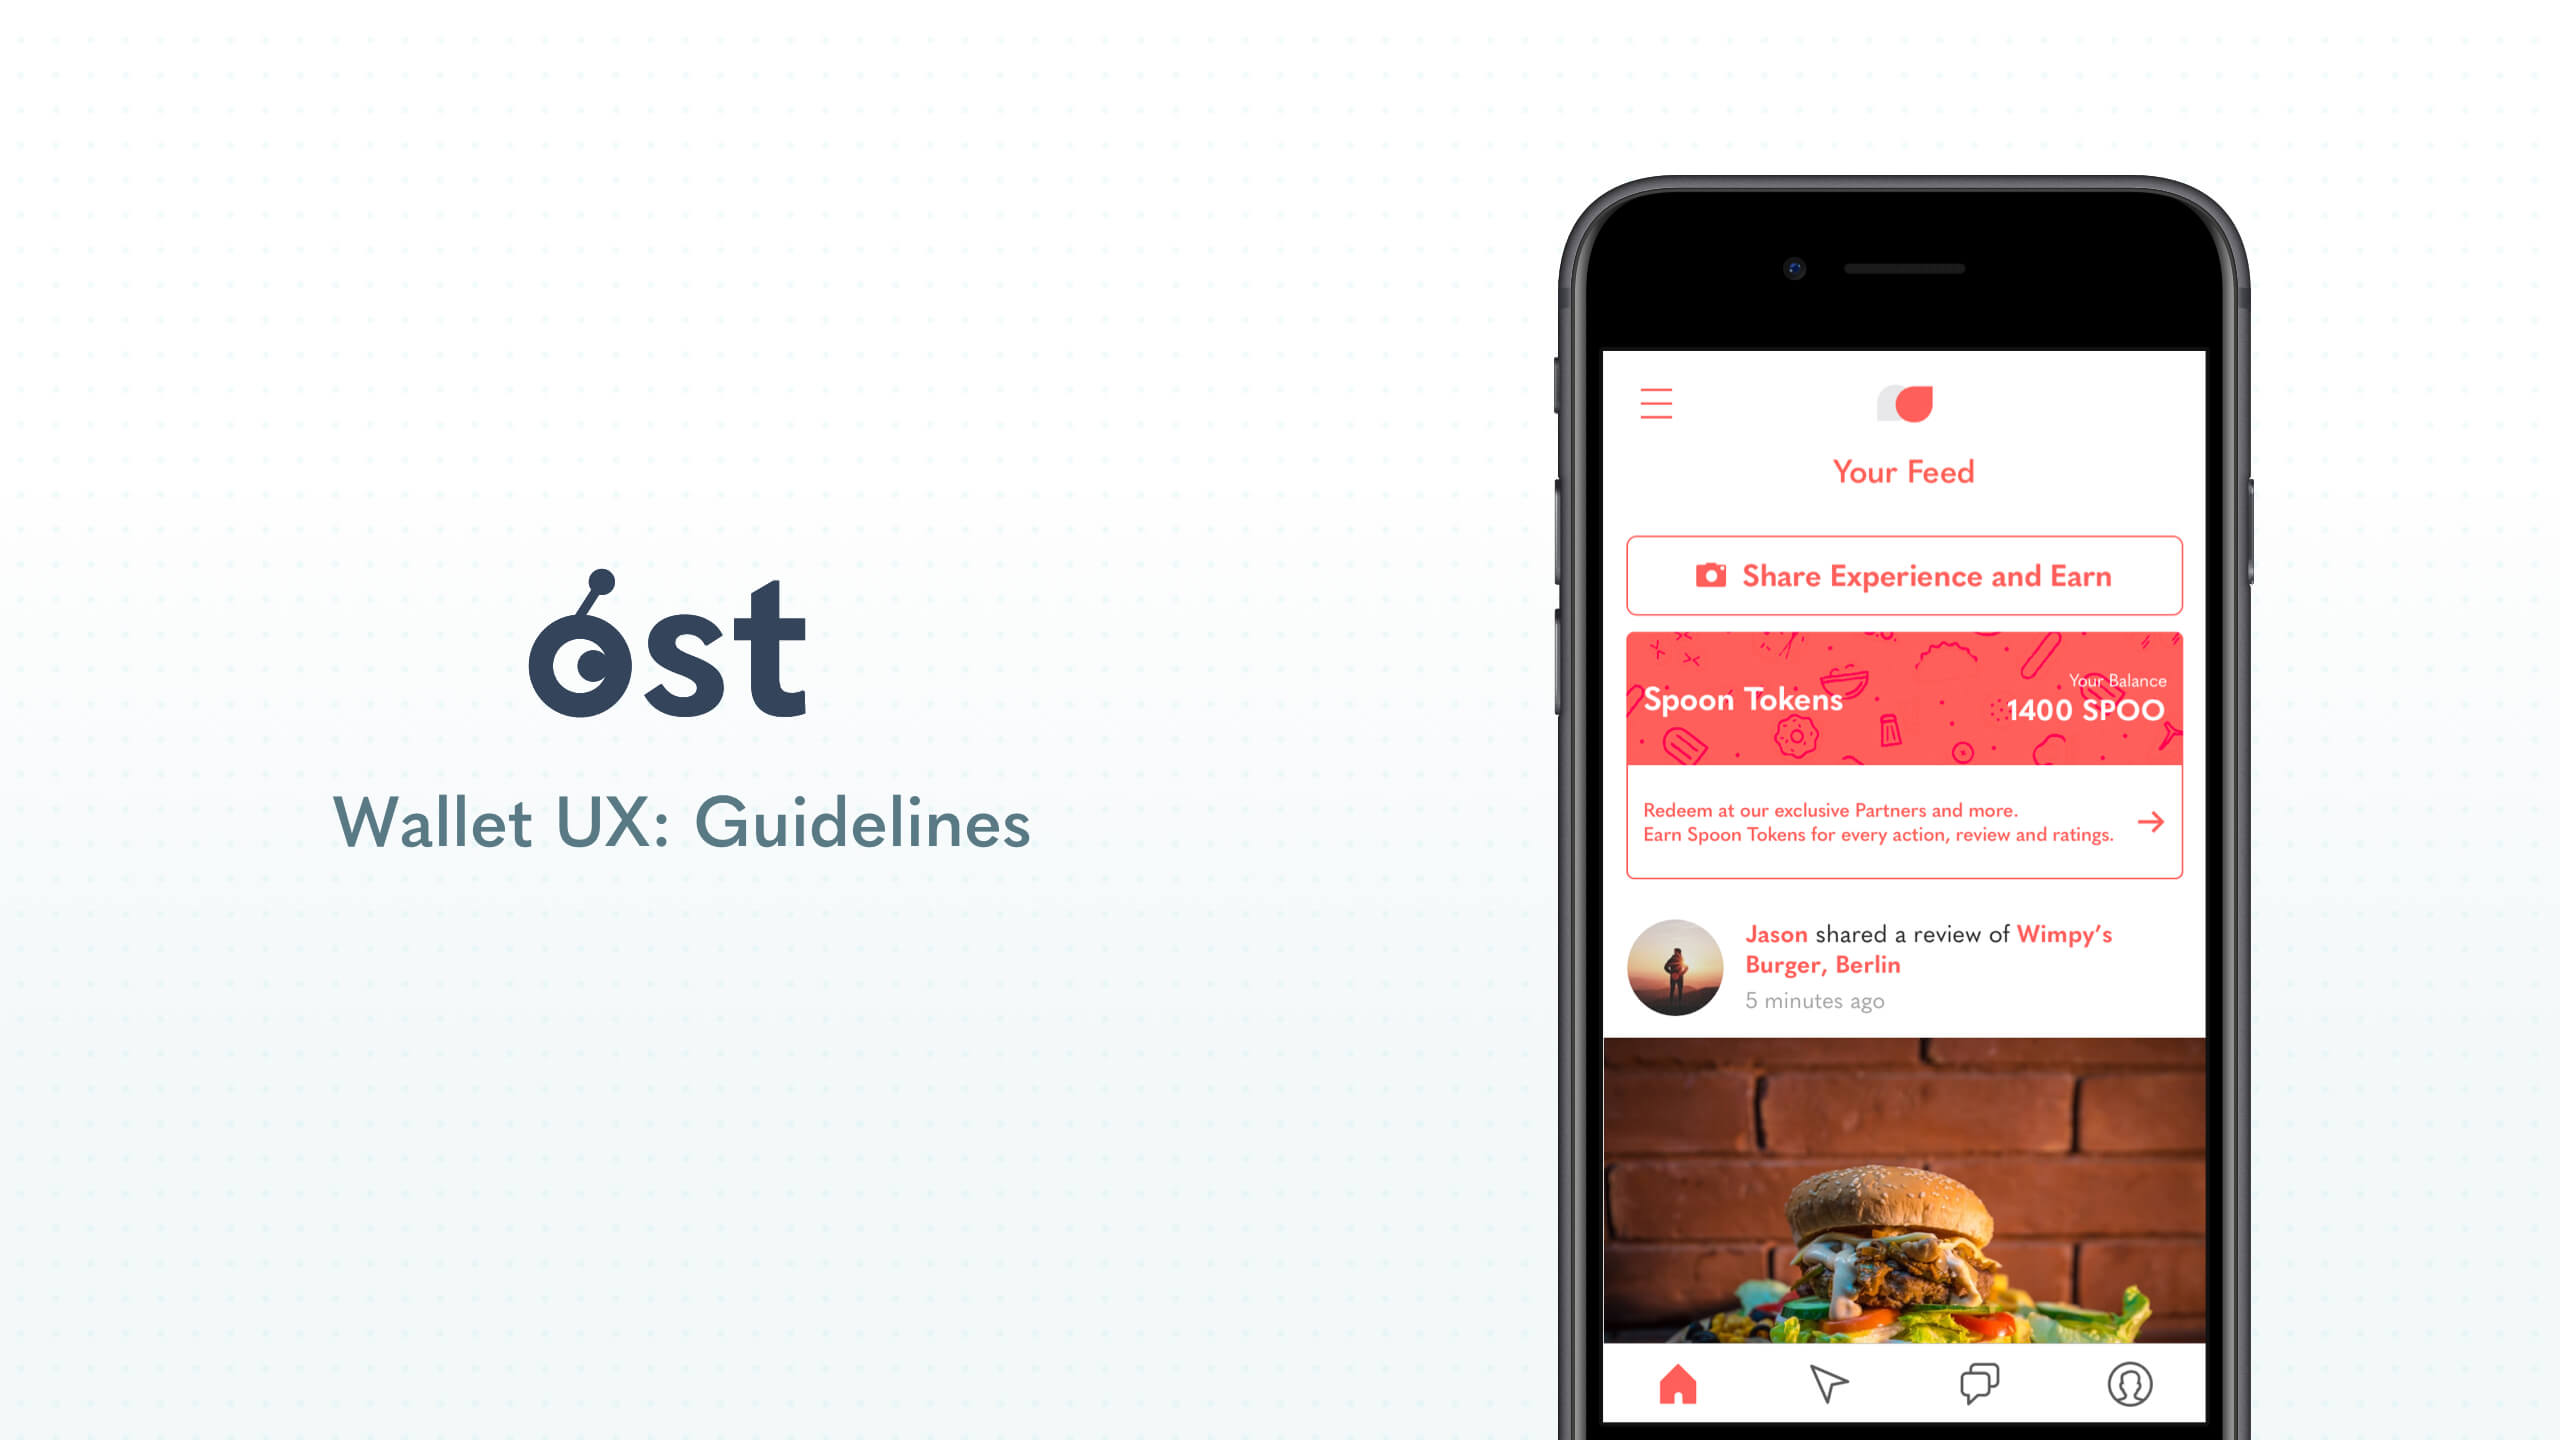 ost
Wallet UX: Guidelines
Your Feed
Share Experience and Earn
Spoon Tokens
Your Balance
1400 SPOO
Redeem at our exclusive Partners and more.
Earn Spoon Tokens for every action, review and ratings.
Jason shared a review of Wimpy’s
Burger, Berlin
5 minutes ago